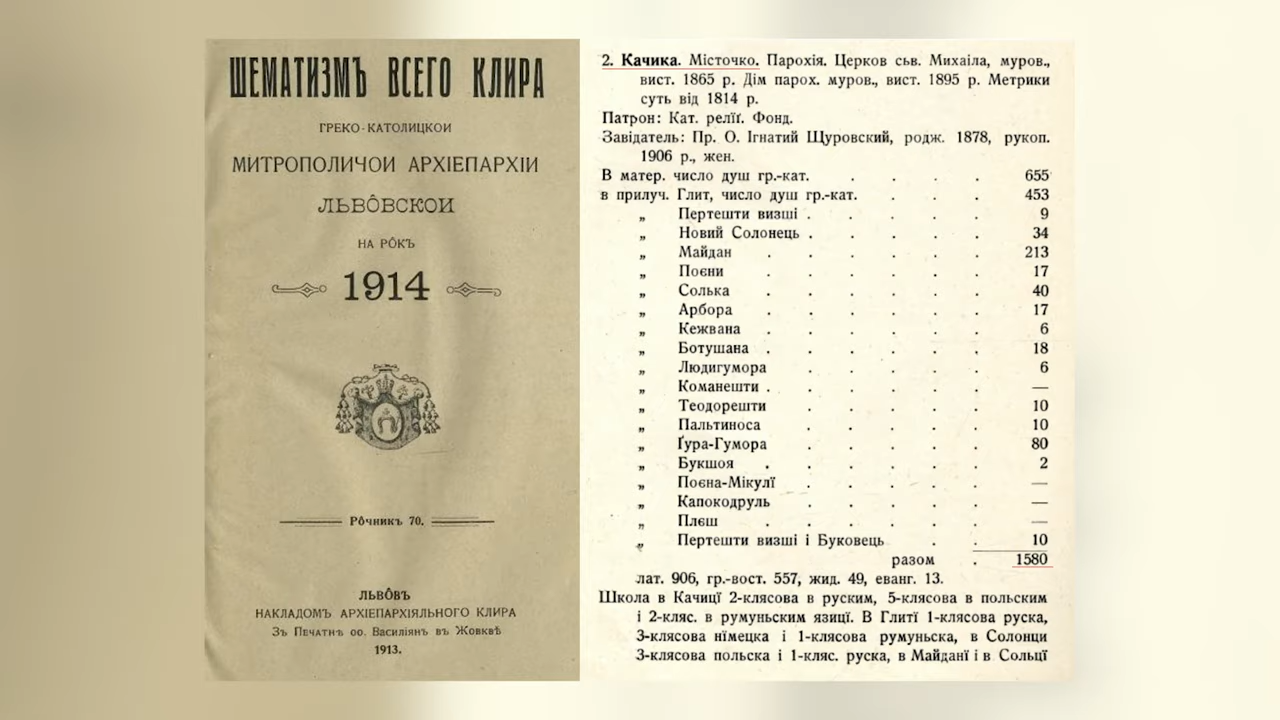 ШЕМАТИЗМЪ ВСЕГО КЛИРА
ГРЕКО-КАТОЛИЦКОИ
МИТРОПОЛИЧОИ АРХІЕПАРХІИ
ЛЬВÔВСКОИ
НА РÔКЪ
1914
Рôчникъ 70.
ЛЬВÔВЪ
НАКЛАДОМЪ АРХІЕПАРХІЯЛЬНОГО КЛИРА
Зъ Печатнѣ оо. Василіян въ Жовквѣ
1913.
2. Качика. Місточко. Парохія. Церков сьв. Михаіла, муров.,
вист. 1865 р. Дім парох. муров., вист. 1895 р. Метрики
суть від 1814 р.
Патрон: Кат. релїґ. Фонд.
Завідатель: Пр. О. Ігнатий Щуровский, родж. 1878, рукоп.
1906 р., жен.
В матер. число душ гр.-кат. . . . . 655
в прилуч. Глит, число душ гр.-кат. . . . 453
„ Пертешти визші . . . . . 9
„ Новий Солонець . . . . . 34
„ Майдан . . . . . . 213
„ Поєни . . . . . . 17
„ Солька . . . . . . 40
„ Арбора . . . . . . 17
„ Кежвана . . . . . . 6
„ Ботушана . . . . . . 18
„ Людигумора . . . . . 6
„ Команешти . . . . . . —
„ Теодорешти . . . . . 10
„ Пальтиноса . . . . . 10
„ Ґура-Гумора . . . . . 80
„ Букшоя . . . . . . 2
„ Поєна-Мікулї . . . . . —
„ Капокодруль . . . . . —
„ Плєш . . . . . . —
„ Пертешти визші і Буковець . . 10
разом . 1580
лат. 906, гр.-вост. 557, жид. 49, еванг. 13.
Школа в Качицї 2-клясова в руским, 5-клясова в польским
і 2-кляс. в румуньским язицї. В Глитї 1-клясова руска,
3-клясова нїмецка і 1-клясова румуньска, в Солонци
3-клясова польска і 1-кляс. руска, в Майданї і в Сольцї